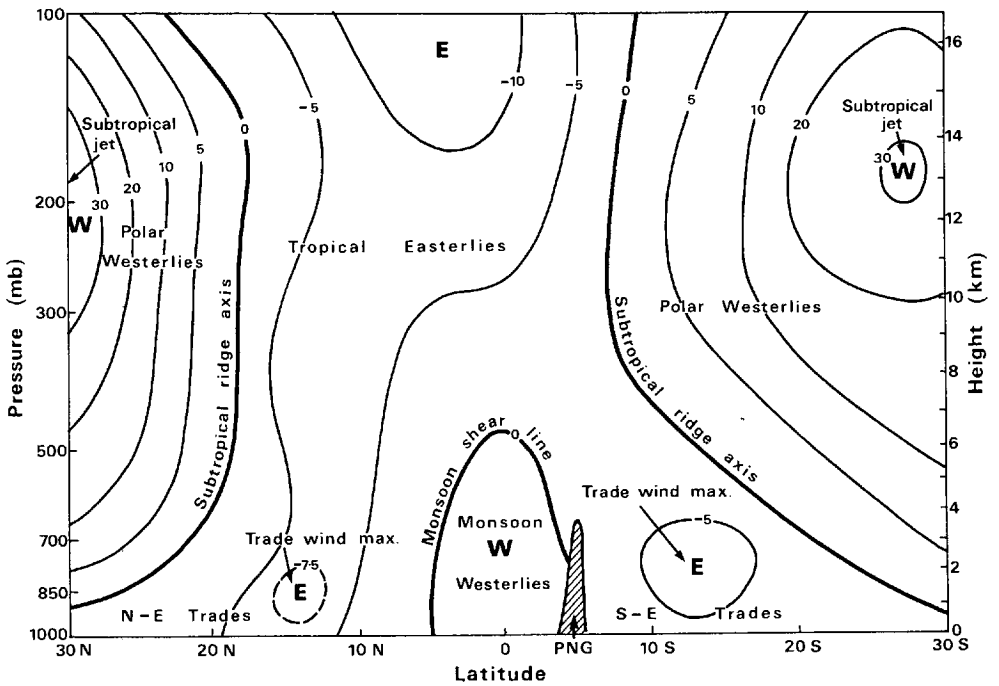 100
200
300
500
700
850
1000
Pressure (mb)
16
14
12
10
8
6
4
2
0
Height (km)
30 N
20 N
10 N
0
PNG
10 S
20 S
30 S
Latitude
Subtropical
jet
W
30
20
10
5
0
-5
E
-10
-5
0
5
10
20
Subtropical
jet
30
W
Polar
Westerlies
Tropical Easterlies
Polar Westerlies
Subtropical ridge axis
Subtropical ridge axis
Monsoon shear line
0
Monsoon
W
Westerlies
Trade wind max.
-7.5
E
N-E Trades
Trade wind max.
-5
E
S-E Trades